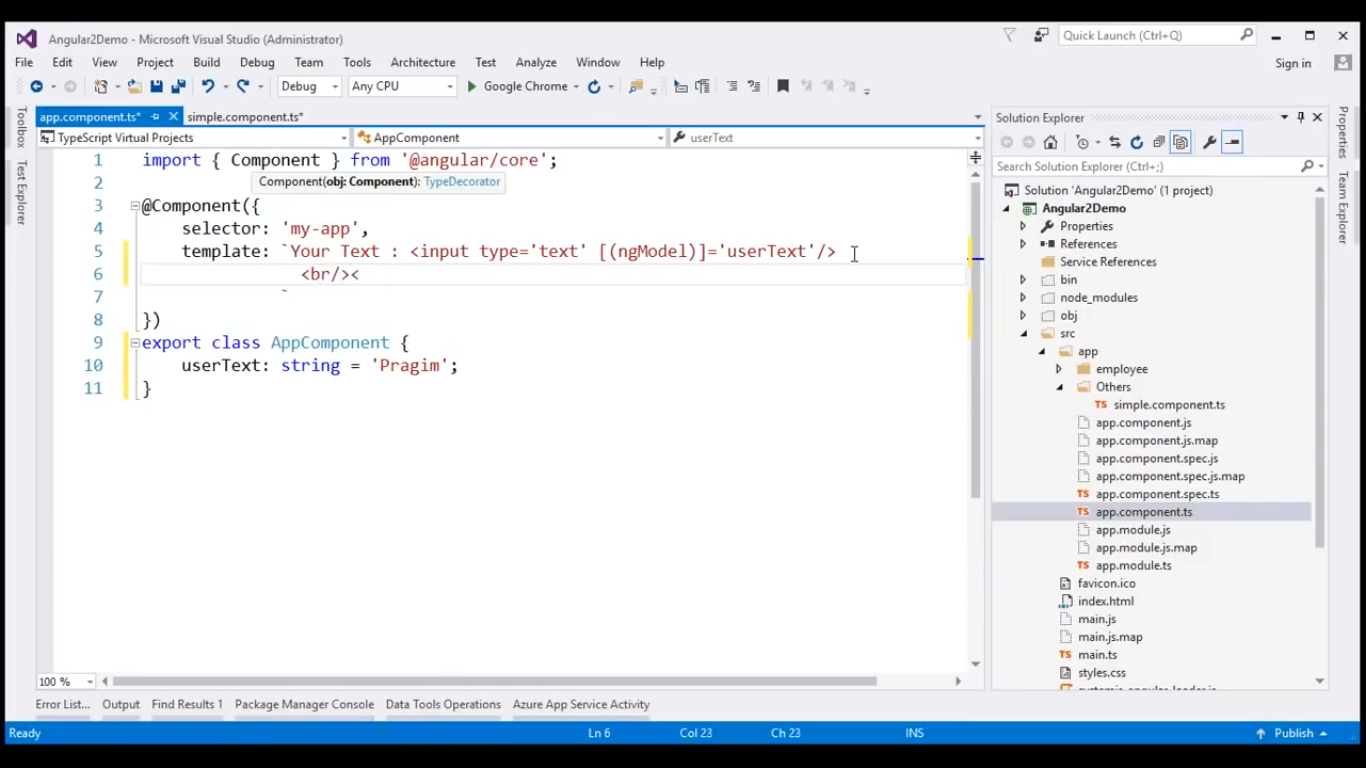 Angular2Demo - Microsoft Visual Studio (Administrator)
Quick Launch (Ctrl+Q)
File Edit View Project Build Debug Team Tools Architecture Test Analyze Window Help
Sign in
Debug Any CPU Google Chrome
Toolbox
Test Explorer
app.component.ts* simple.component.ts*
TypeScript Virtual Projects AppComponent userText
1 import { Component } from '@angular/core';
2 Component(obj: Component): TypeDecorator
3 @Component({
4 selector: 'my-app',
5 template: `Your Text : <input type='text' [(ngModel)]='userText'/>
6 <br/><
7 `
8 })
9 export class AppComponent {
10 userText: string = 'Pragim';
11 }
100 %
Solution Explorer
Search Solution Explorer (Ctrl+;)
Solution 'Angular2Demo' (1 project)
Angular2Demo
Properties
References
Service References
bin
node_modules
obj
src
app
employee
Others
simple.component.ts
app.component.js
app.component.js.map
app.component.spec.js
app.component.spec.js.map
app.component.spec.ts
app.component.ts
app.module.js
app.module.js.map
app.module.ts
favicon.ico
index.html
main.js
main.js.map
main.ts
styles.css
Properties
Team Explorer
Error List... Output Find Results 1 Package Manager Console Data Tools Operations Azure App Service Activity
Ready Ln 6 Col 23 Ch 23 INS Publish